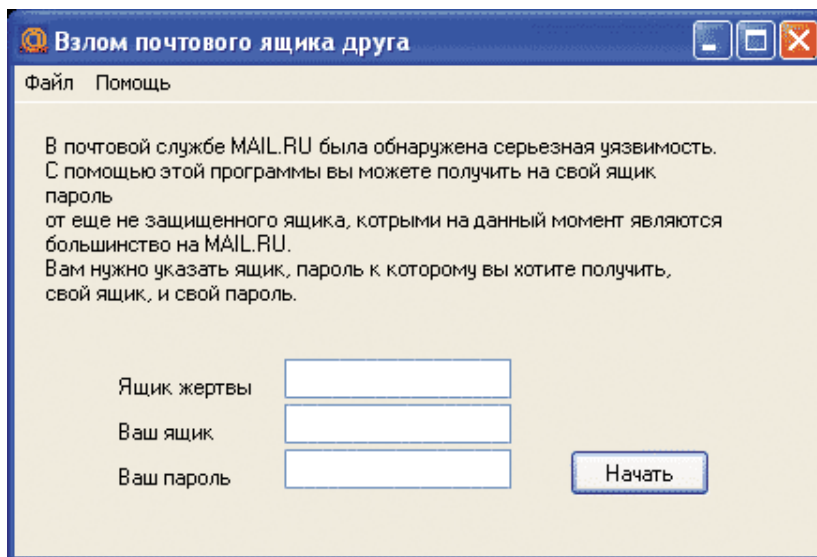 Взлом почтового ящика друга
Файл Помощь
В почтовой службе MAIL.RU была обнаружена серьезная уязвимость.
С помощью этой программы вы можете получить на свой ящик
пароль
от еще не защищенного ящика, котрыми на данный момент являются
большинство на MAIL.RU.
Вам нужно указать ящик, пароль к которому вы хотите получить,
свой ящик, и свой пароль.
Ящик жертвы
Ваш ящик
Ваш пароль
Начать